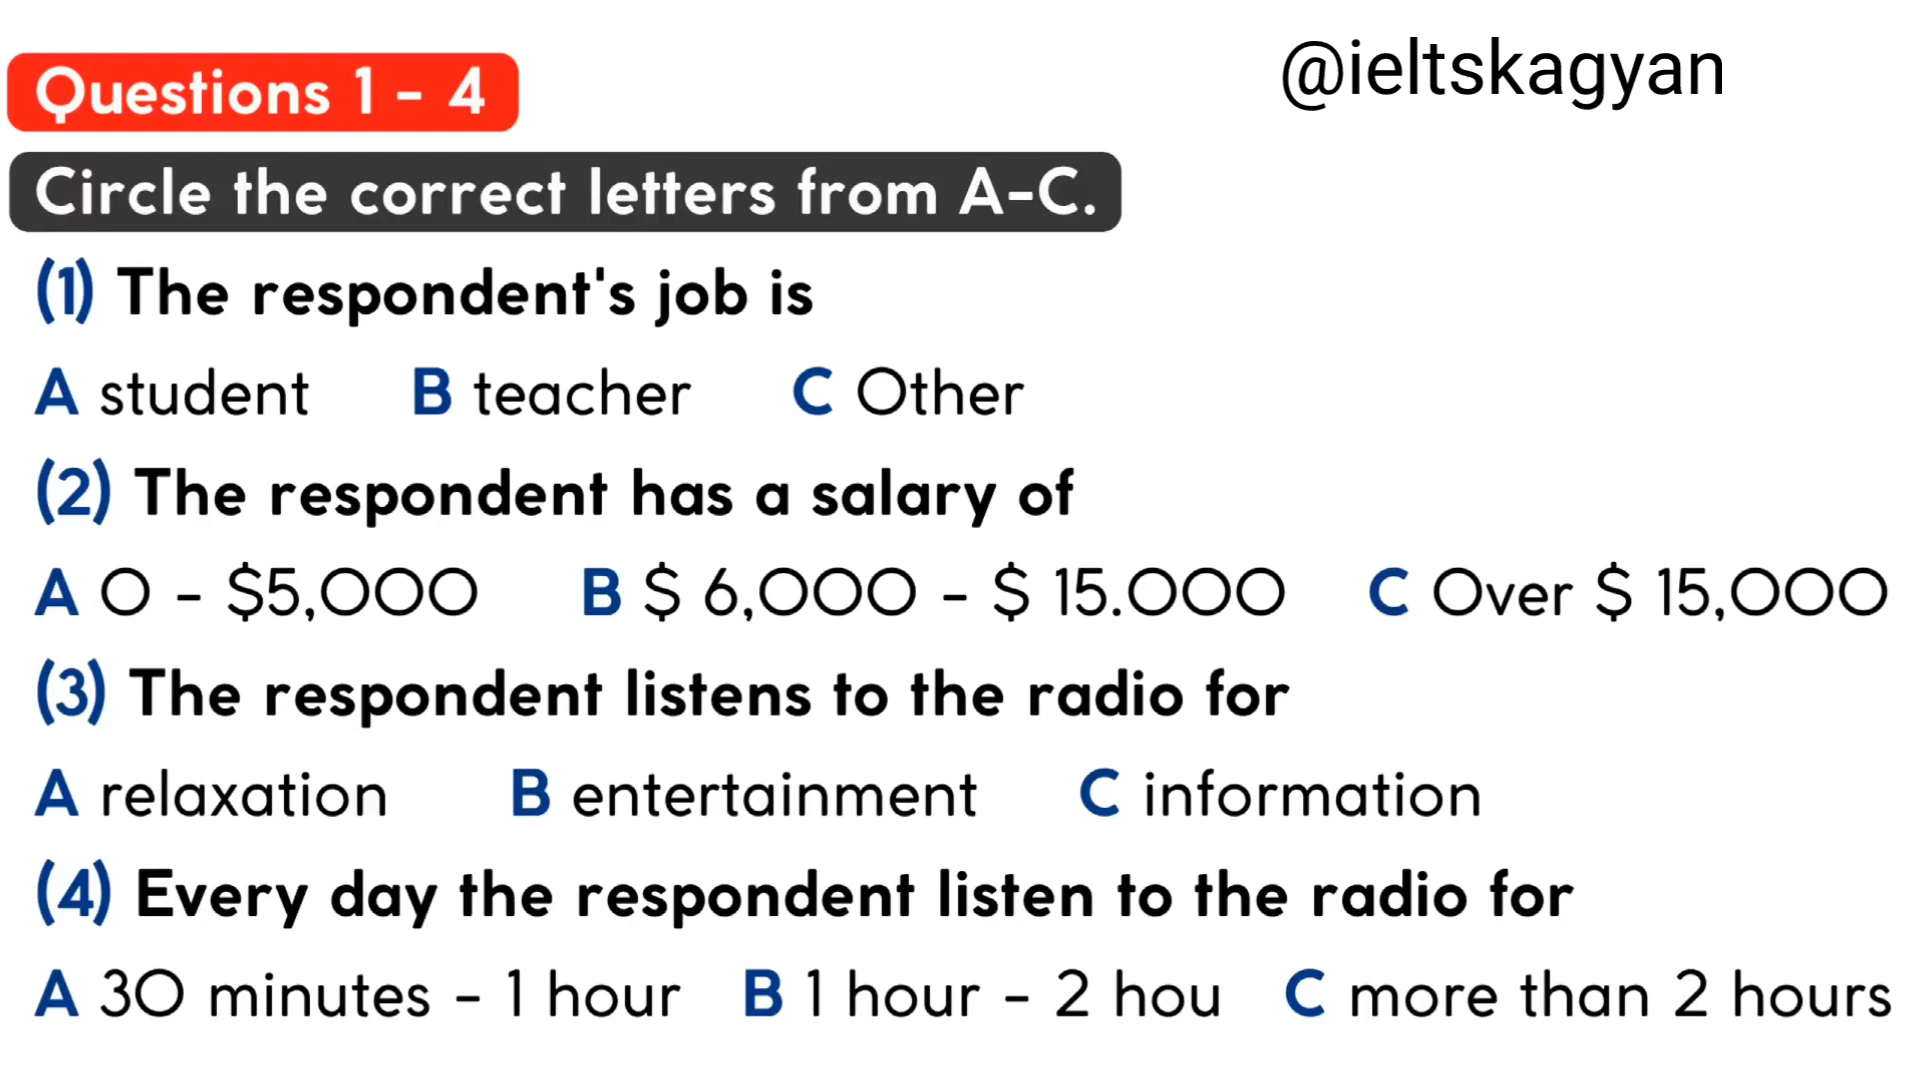 @ieltskagyan
Questions 1 - 4
Circle the correct letters from A-C.
(1) The respondent's job is
A student B teacher C Other
(2) The respondent has a salary of
A 0 - $5,000 B $ 6,000 - $ 15.000 C Over $ 15,000
(3) The respondent listens to the radio for
A relaxation B entertainment C information
(4) Every day the respondent listen to the radio for
A 30 minutes - 1 hour B 1 hour - 2 hou C more than 2 hours